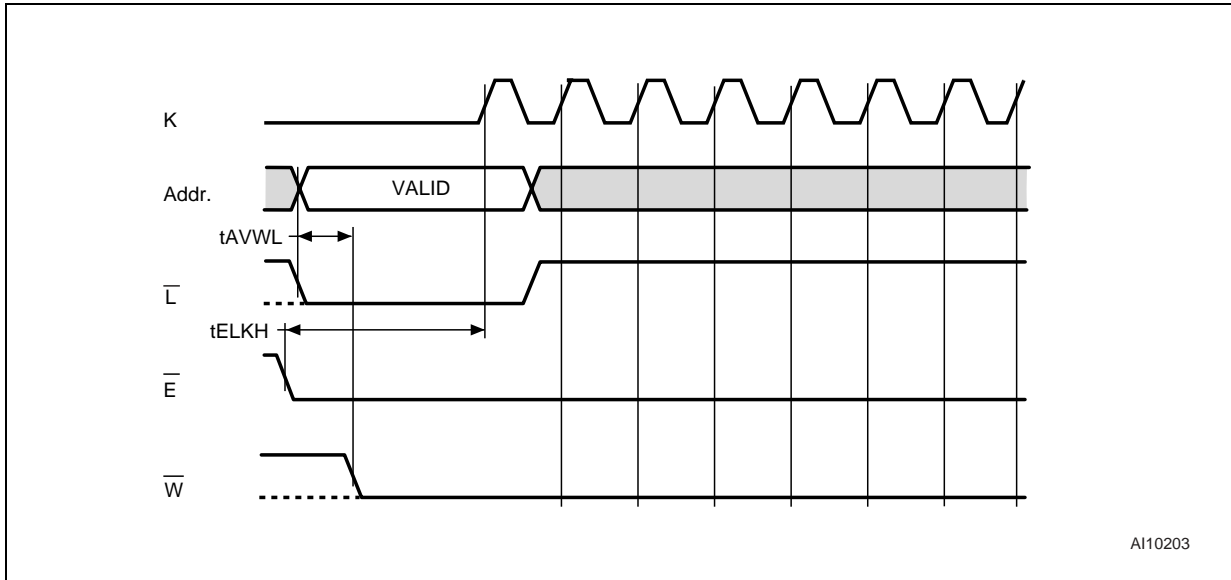 K
Addr.
VALID
tAVWL
L̅
tELKH
E̅
W̅
AI10203